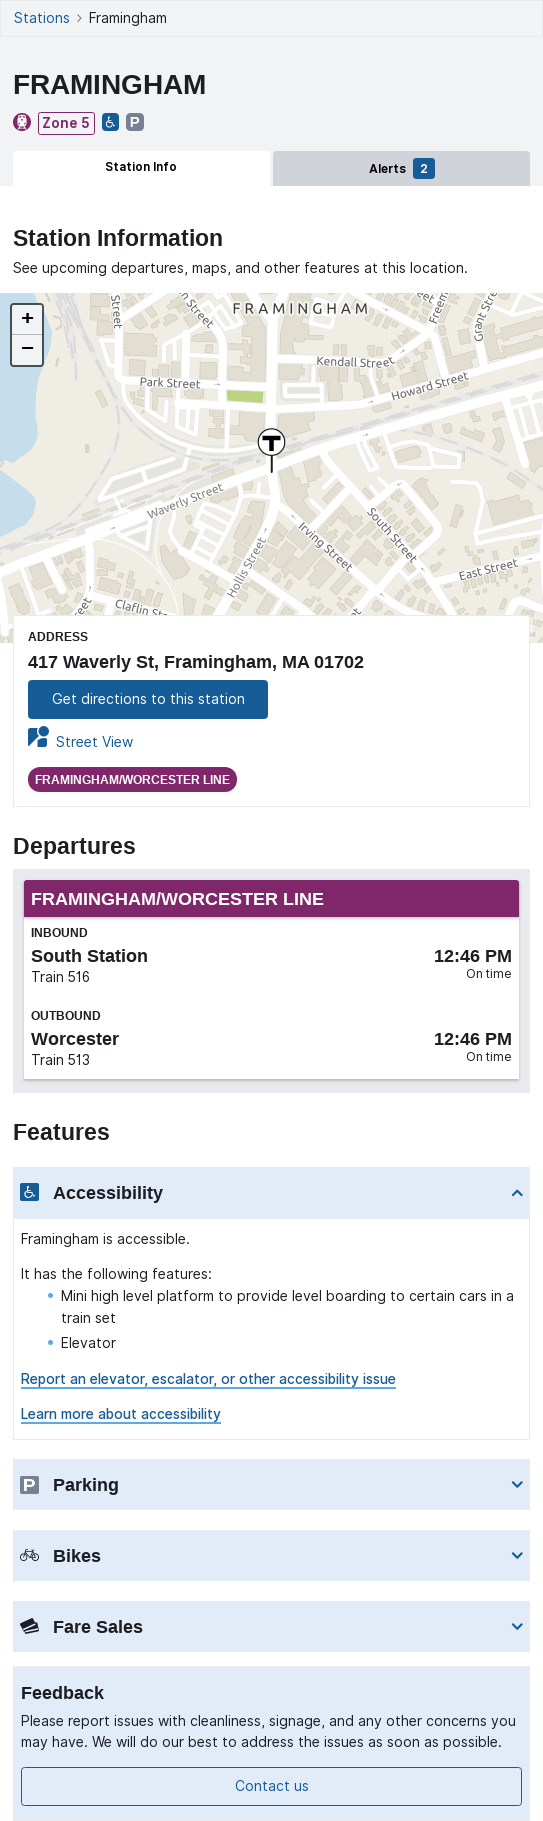 Stations > Framingham
FRAMINGHAM
Zone 5 P
Station Info
Alerts 2
Station Information
See upcoming departures, maps, and other features at this location.
+
−
FRAMINGHAM
Street
Street
Grant Stre
Kendall Street
Park Street
Howard Street
T
Waverly Street
Irving Street
South Street
Hollis Street
East Street
Claflin St
ADDRESS
417 Waverly St, Framingham, MA 01702
Get directions to this station
Street View
FRAMINGHAM/WORCESTER LINE
Departures
FRAMINGHAM/WORCESTER LINE
INBOUND
South Station 12:46 PM
Train 516 On time
OUTBOUND
Worcester 12:46 PM
Train 513 On time
Features
Accessibility
Framingham is accessible.
It has the following features:
• Mini high level platform to provide level boarding to certain cars in a
train set
• Elevator
Report an elevator, escalator, or other accessibility issue
Learn more about accessibility
P Parking
Bikes
Fare Sales
Feedback
Please report issues with cleanliness, signage, and any other concerns you
may have. We will do our best to address the issues as soon as possible.
Contact us